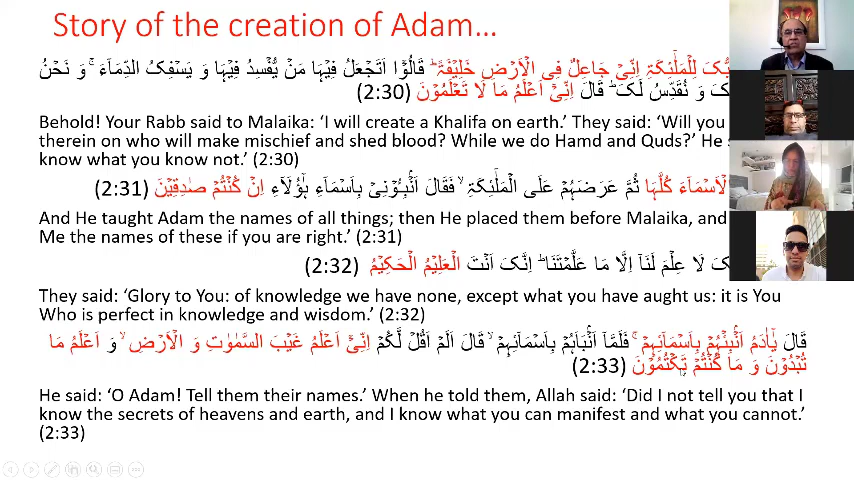 Story of the creation of Adam…
ُّکَ لِلۡمَلٰٓئِکَۃِ اِنِّیۡ جَاعِلٌ فِی الۡاَرۡضِ خَلِیۡفَۃً ؕ قَالُوۡۤا اَتَجۡعَلُ فِیۡہَا مَنۡ یُّفۡسِدُ فِیۡہَا وَ یَسۡفِکُ الدِّمَآءَ ۚ وَ نَحۡنُ
کَ وَ نُقَدِّسُ لَکَ ؕ قَالَ اِنِّیۡۤ اَعۡلَمُ مَا لَا تَعۡلَمُوۡنَ (2:30)
Behold! Your Rabb said to Malaika: ‘I will create a Khalifa on earth.’ They said: ‘Will you
therein on who will make mischief and shed blood? While we do Hamd and Quds?’ He s
know what you know not.’ (2:30)
لۡاَسۡمَآءَ کُلَّہَا ثُمَّ عَرَضَہُمۡ عَلَی الۡمَلٰٓئِکَۃِ ۙ فَقَالَ اَنۡۢبِـُٔوۡنِیۡ بِاَسۡمَآءِ ہٰۤؤُلَآءِ اِنۡ کُنۡتُمۡ صٰدِقِیۡنَ (2:31)
And He taught Adam the names of all things; then He placed them before Malaika, and
Me the names of these if you are right.’ (2:31)
کَ لَا عِلۡمَ لَنَاۤ اِلَّا مَا عَلَّمۡتَنَا ؕ اِنَّکَ اَنۡتَ الۡعَلِیۡمُ الۡحَکِیۡمُ (2:32)
They said: ‘Glory to You: of knowledge we have none, except what you have aught us: it is You
Who is perfect in knowledge and wisdom.’ (2:32)
قَالَ یٰۤاٰدَمُ اَنۡۢبِئۡہُمۡ بِاَسۡمَآئِہِمۡ ۚ فَلَمَّاۤ اَنۡۢبَاَہُمۡ بِاَسۡمَآئِہِمۡ ۙ قَالَ اَلَمۡ اَقُلۡ لَّکُمۡ اِنِّیۡۤ اَعۡلَمُ غَیۡبَ السَّمٰوٰتِ وَ الۡاَرۡضِ ۙ وَ اَعۡلَمُ مَا
تُبۡدُوۡنَ وَ مَا کُنۡتُمۡ تَکۡتُمُوۡنَ (2:33)
He said: ‘O Adam! Tell them their names.’ When he told them, Allah said: ‘Did I not tell you that I
know the secrets of heavens and earth, and I know what you can manifest and what you cannot.’
(2:33)